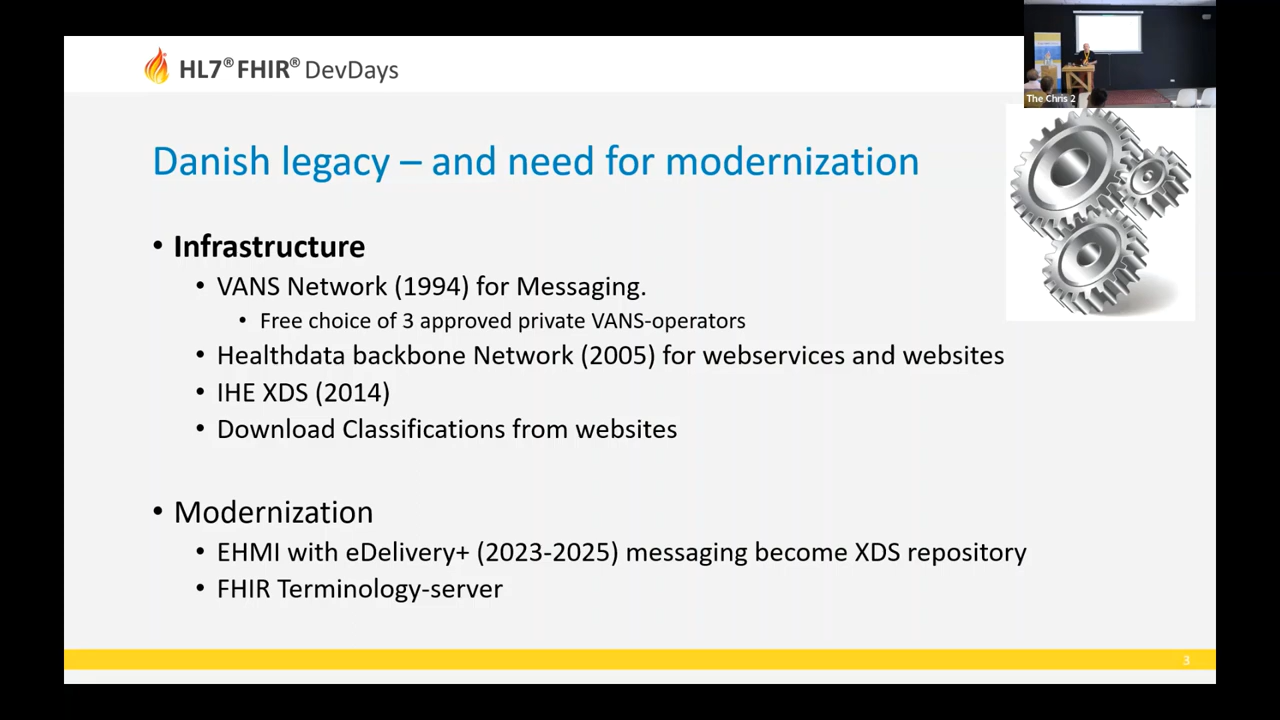 HL7® FHIR® DevDays
The Chris 2
Danish legacy – and need for modernization
• Infrastructure
• VANS Network (1994) for Messaging.
• Free choice of 3 approved private VANS-operators
• Healthdata backbone Network (2005) for webservices and websites
• IHE XDS (2014)
• Download Classifications from websites
• Modernization
• EHMI with eDelivery+ (2023-2025) messaging become XDS repository
• FHIR Terminology-server
3